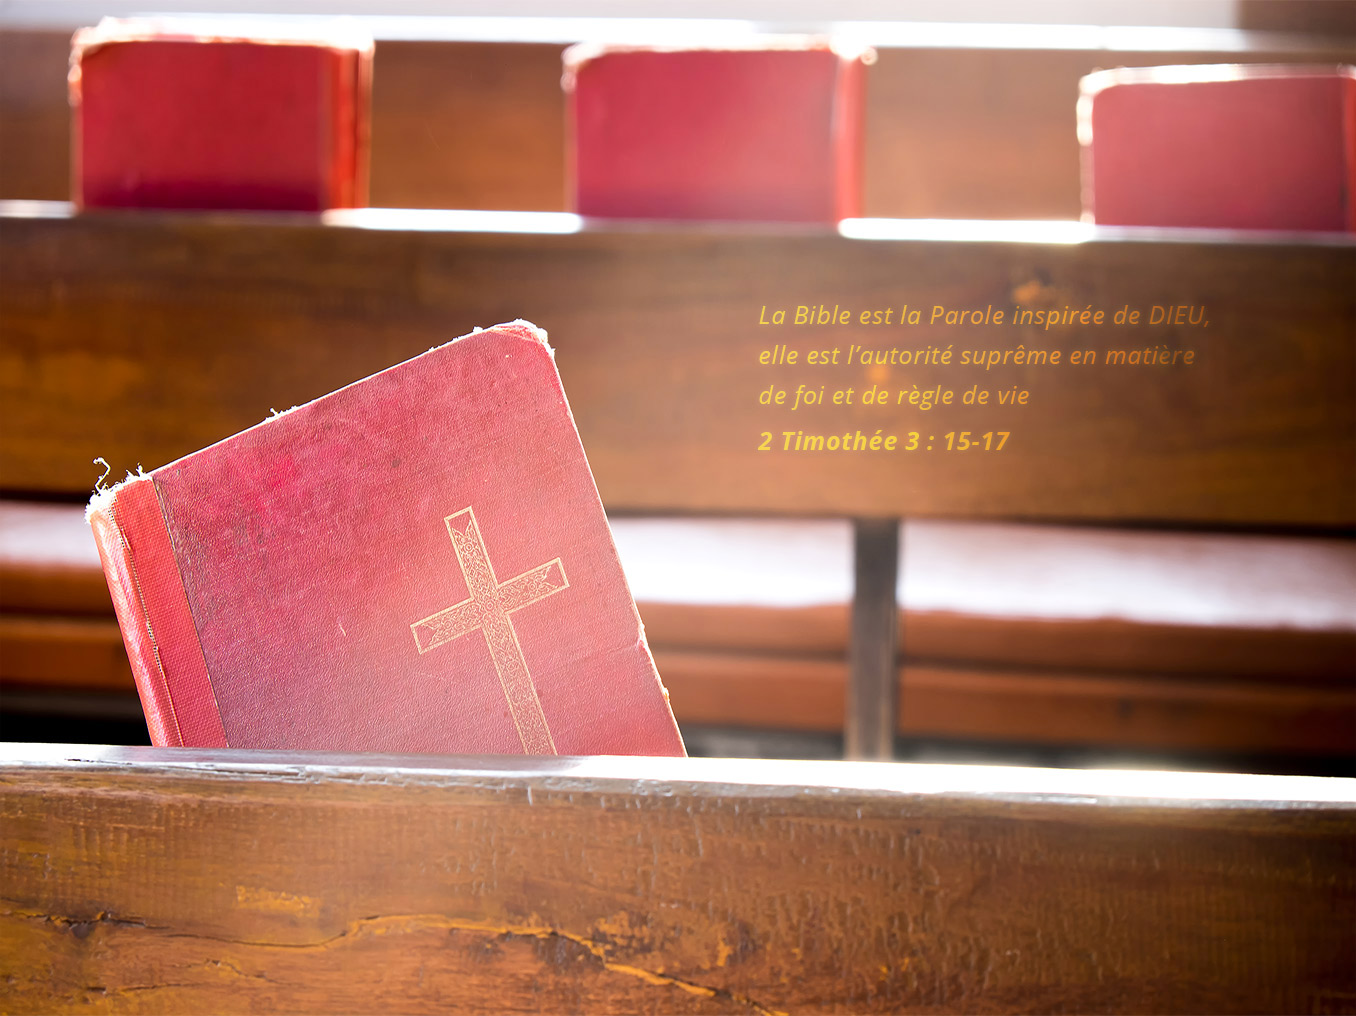 La Bible est la Parole inspirée de DIEU,
elle est l’autorité suprême en matière
de foi et de règle de vie
2 Timothée 3 : 15-17